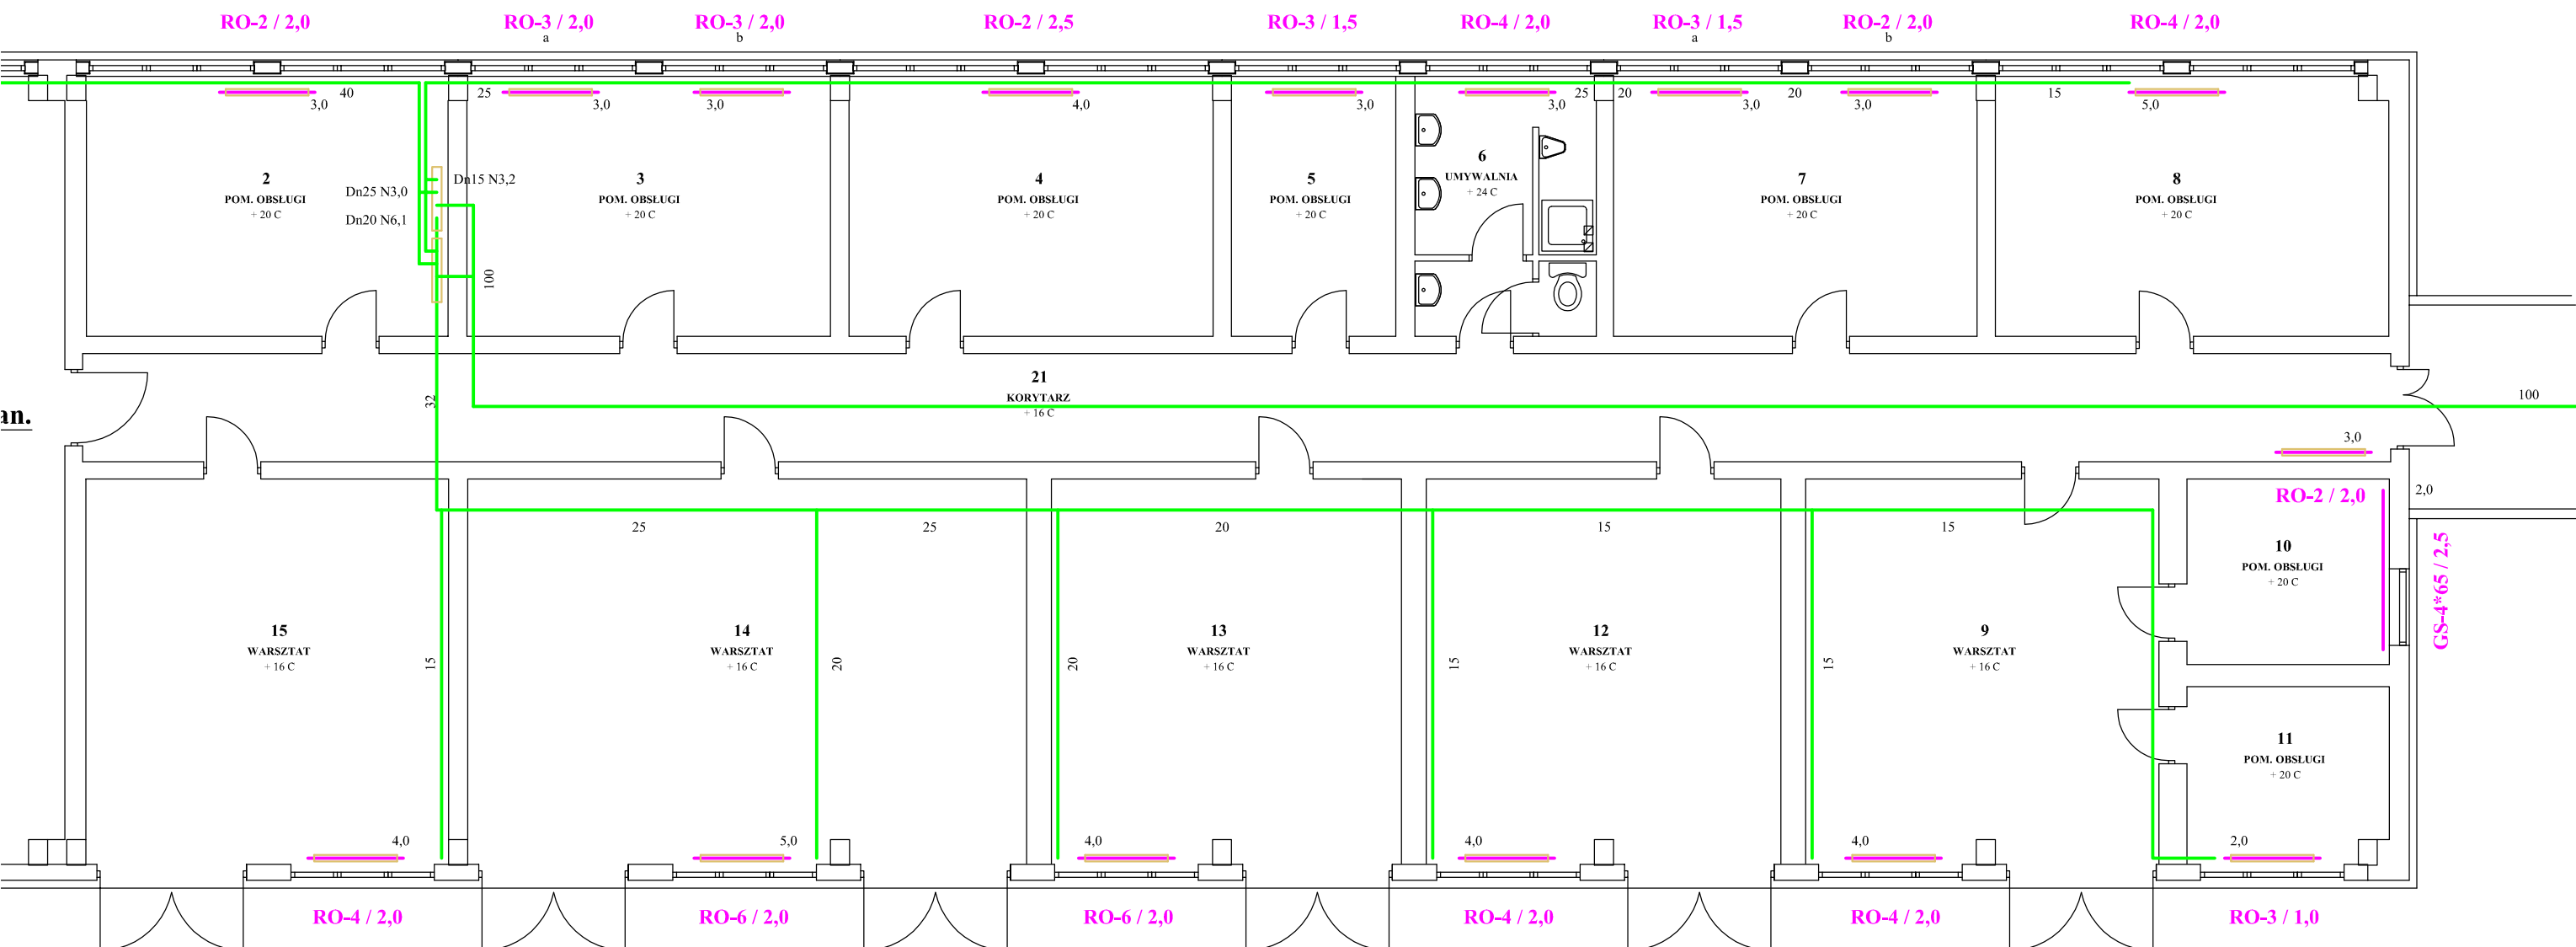 RO-2 / 2,0
RO-3 / 2,0
a
RO-3 / 2,0
b
RO-2 / 2,5
RO-3 / 1,5
RO-4 / 2,0
RO-3 / 1,5
a
RO-2 / 2,0
b
RO-4 / 2,0
3,0
40
25
3,0
3,0
4,0
3,0
3,0
25
20
3,0
20
3,0
15
5,0
2
POM. OBSŁUGI
+ 20 C
Dn25 N3,0
Dn20 N6,1
Dn15 N3,2
3
POM. OBSŁUGI
+ 20 C
4
POM. OBSŁUGI
+ 20 C
5
POM. OBSŁUGI
+ 20 C
6
UMYWALNIA
+ 24 C
7
POM. OBSŁUGI
+ 20 C
8
POM. OBSŁUGI
+ 20 C
100
an.
32
21
KORYTARZ
+ 16 C
100
3,0
RO-2 / 2,0
2,0
25
25
20
15
15
10
POM. OBSŁUGI
+ 20 C
GS-4*65 / 2,5
15
WARSZTAT
+ 16 C
15
14
WARSZTAT
+ 16 C
20
13
WARSZTAT
+ 16 C
20
12
WARSZTAT
+ 16 C
15
9
WARSZTAT
+ 16 C
15
11
POM. OBSŁUGI
+ 20 C
4,0
5,0
4,0
4,0
4,0
2,0
RO-4 / 2,0
RO-6 / 2,0
RO-6 / 2,0
RO-4 / 2,0
RO-4 / 2,0
RO-3 / 1,0